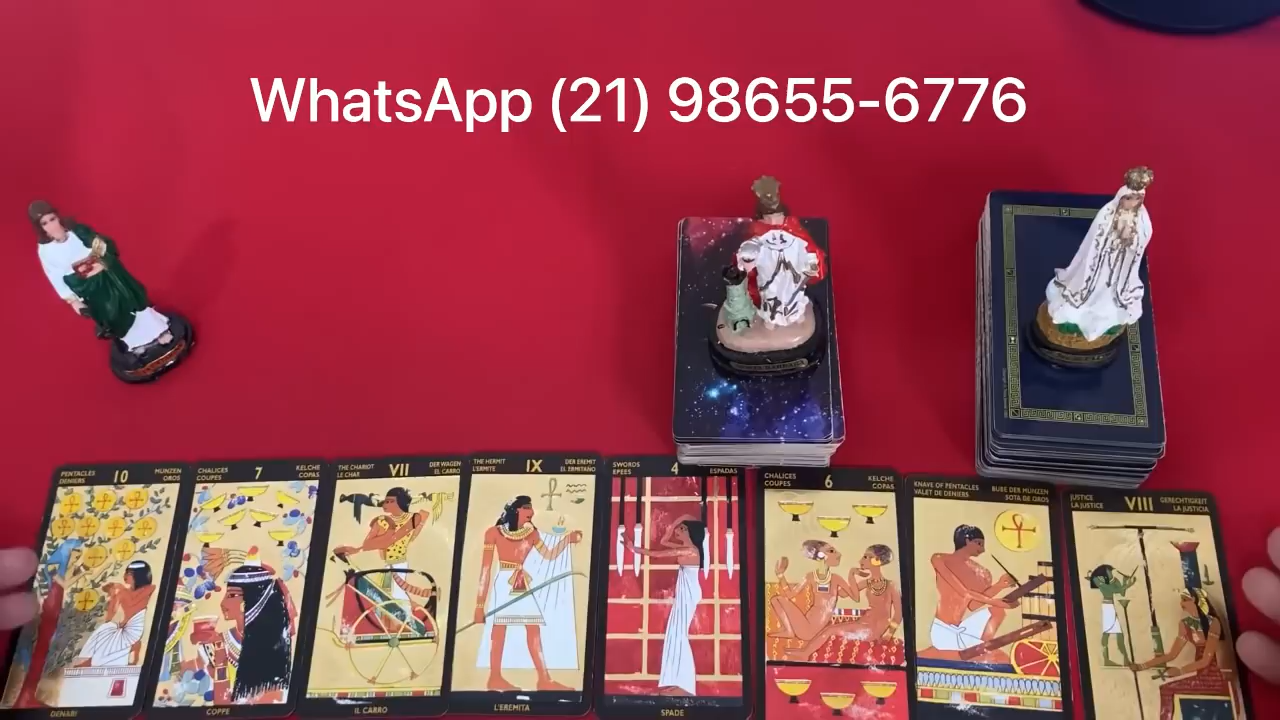 WhatsApp (21) 98655-6776
PENTACLES
DENIERS
10
MÜNZEN
OROS
DENARI
CHALICES
COUPES
7
KELCHE
COPAS
COPPE
THE CHARIOT
LE CHAR
VII
DER WAGEN
EL CARRO
IL CARRO
THE HERMIT
L'ERMITE
IX
DER EREMIT
EL ERMITAÑO
L'EREMITA
SWORDS
EPEES
4
ESPADAS
SPADE
CHALICES
COUPES
6
KELCHE
COPAS
KNAVE OF PENTACLES
VALET DE DENIERS
BUBE DER MÜNZEN
SOTA DE OROS
JUSTICE
LA JUSTICE
VIII
GERECHTIGKEIT
LA JUSTICIA